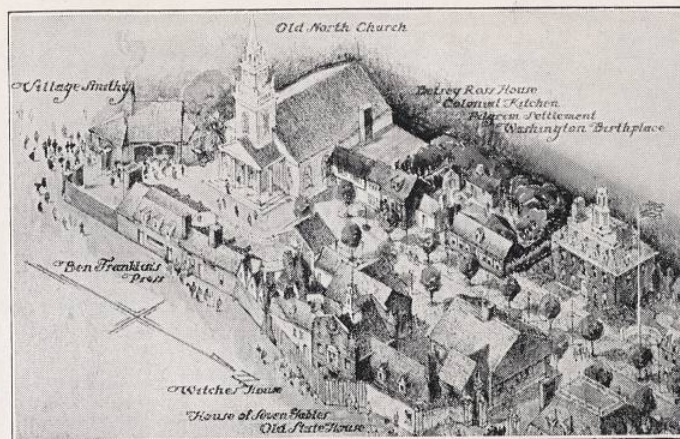 Old North Church
Village Smithy
Betsey Ross House
Colonial Kitchen
Pilgrim Settlement
Washington Birthplace
Ben Franklin's
Press
Witches House
House of Seven Gables
Old State House